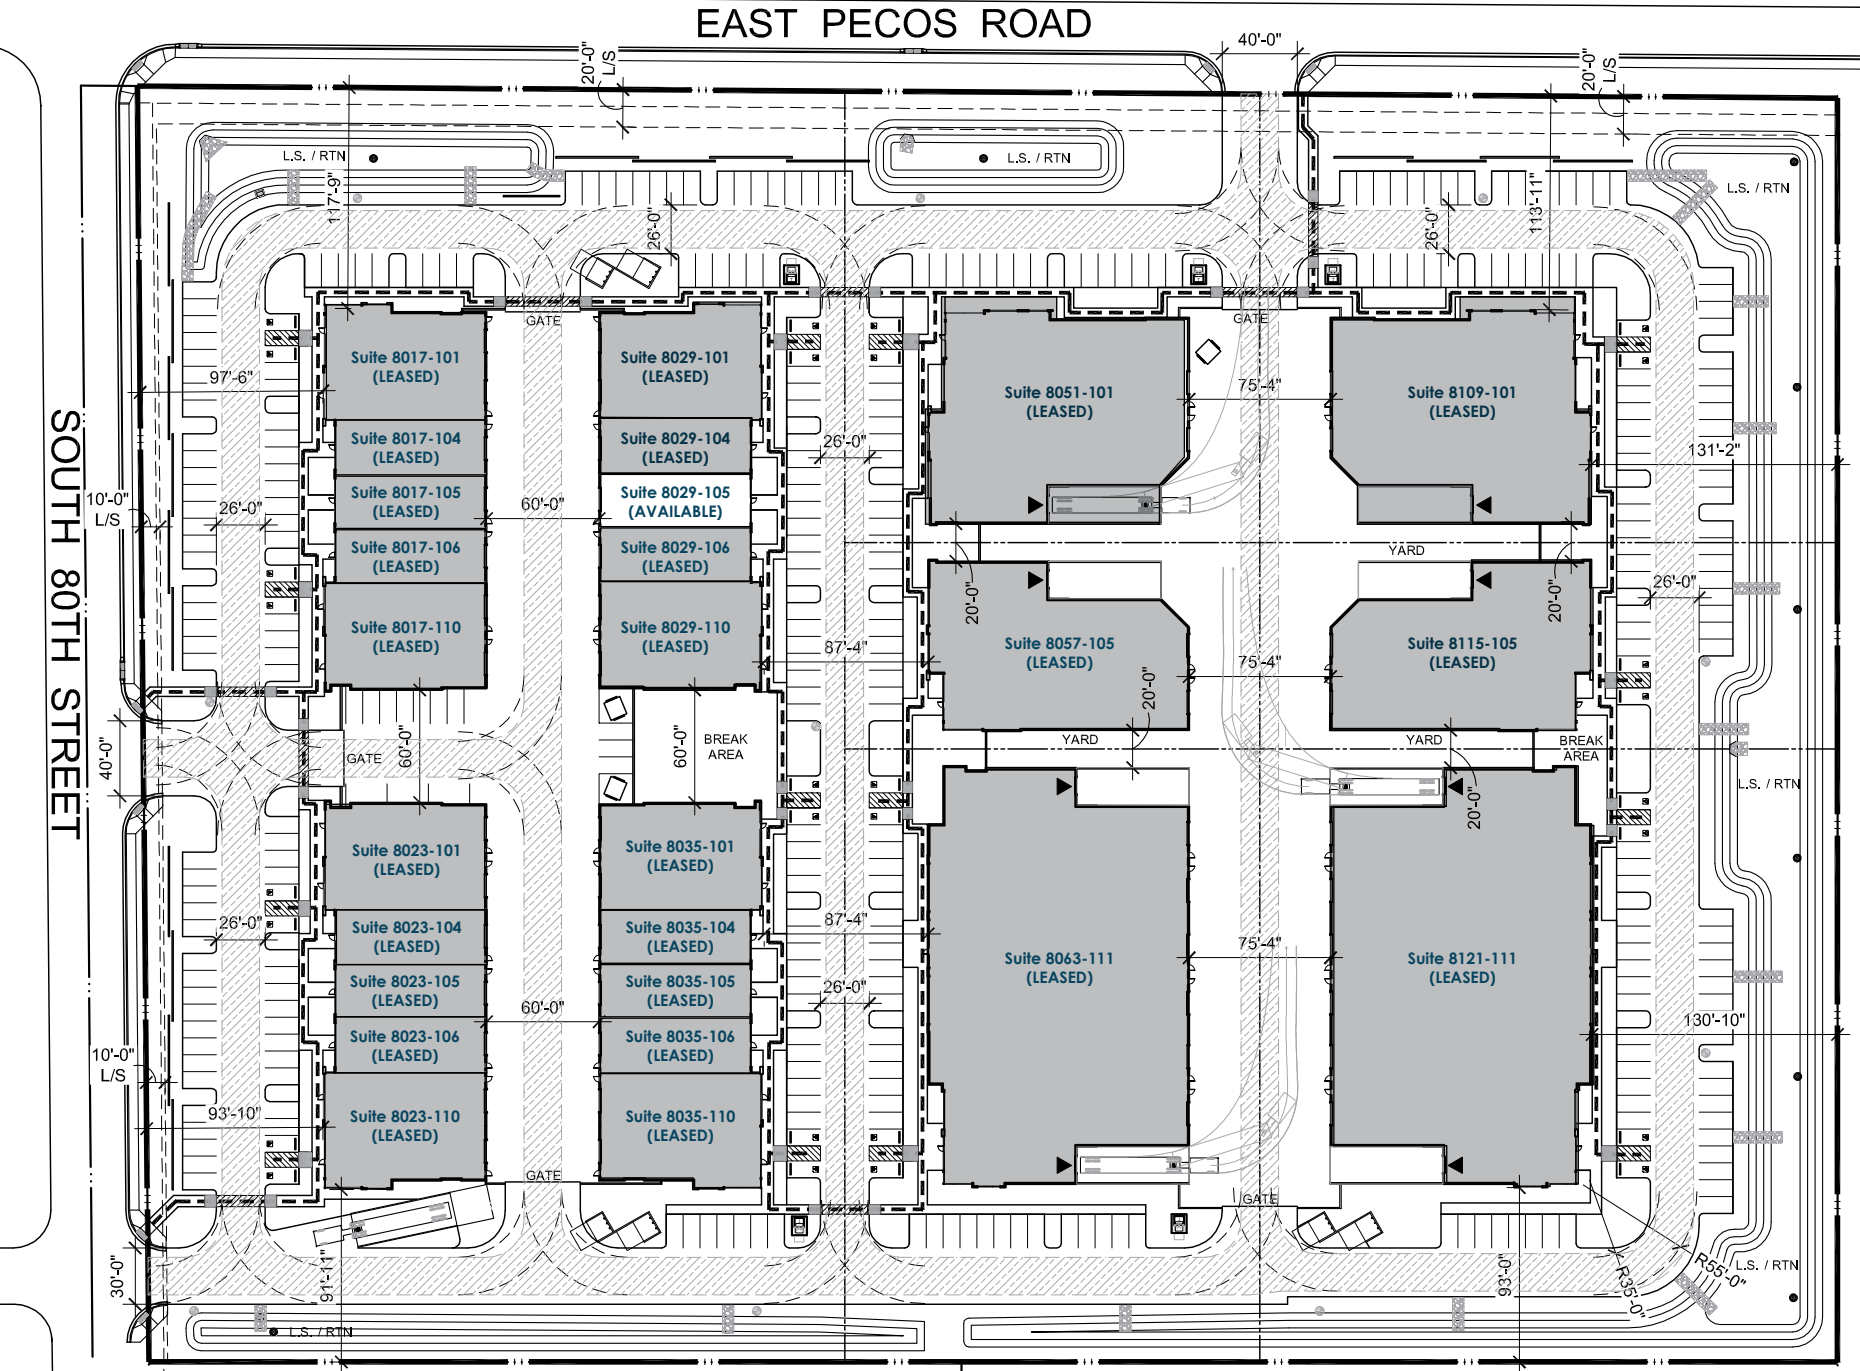 EAST PECOS ROAD
40'-0"
20'-0"
L/S
20'-0"
L/S
L.S. / RTN
L.S. / RTN
L.S. / RTN
117'-9"
26'-0"
26'-0"
113'-11"
GATE
GATE
Suite 8017-101
(LEASED)
Suite 8029-101
(LEASED)
Suite 8051-101
(LEASED)
Suite 8109-101
(LEASED)
97'-6"
75'-4"
Suite 8017-104
(LEASED)
Suite 8029-104
(LEASED)
26'-0"
131'-2"
SOUTH 80TH STREET
10'-0"
L/S
26'-0"
Suite 8017-105
(LEASED)
60'-0"
Suite 8029-105
(AVAILABLE)
Suite 8017-106
(LEASED)
Suite 8029-106
(LEASED)
YARD
20'-0"
20'-0"
26'-0"
Suite 8017-110
(LEASED)
Suite 8029-110
(LEASED)
87'-4"
Suite 8057-105
(LEASED)
75'-4"
Suite 8115-105
(LEASED)
20'-0"
40'-0"
GATE
60'-0"
60'-0"
BREAK
AREA
YARD
YARD
BREAK
AREA
20'-0"
L.S. / RTN
Suite 8023-101
(LEASED)
Suite 8035-101
(LEASED)
26'-0"
Suite 8023-104
(LEASED)
Suite 8035-104
(LEASED)
87'-4"
75'-4"
Suite 8063-111
(LEASED)
Suite 8121-111
(LEASED)
Suite 8023-105
(LEASED)
Suite 8035-105
(LEASED)
26'-0"
60'-0"
130'-10"
Suite 8023-106
(LEASED)
Suite 8035-106
(LEASED)
10'-0"
L/S
93'-10"
Suite 8023-110
(LEASED)
Suite 8035-110
(LEASED)
GATE
GATE
30'-0"
91'-11"
93'-0"
R35'-0"
R55'-0"
L.S. / RTN
L.S. / RTN